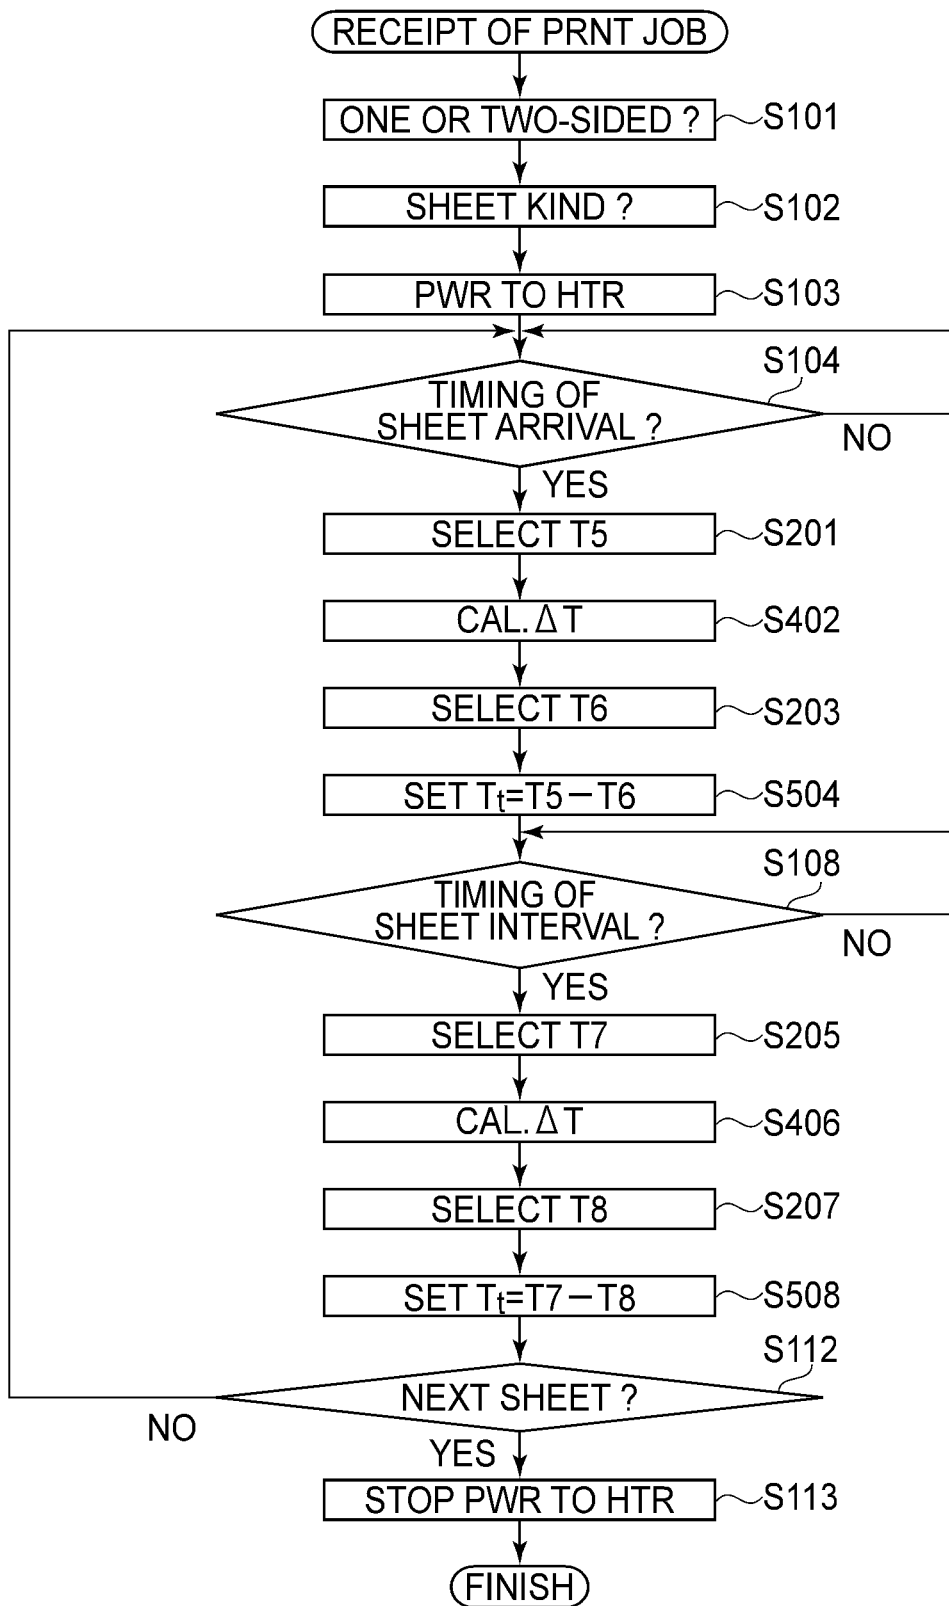 RECEIPT OF PRNT JOB
ONE OR TWO-SIDED ?
S101
SHEET KIND ?
S102
PWR TO HTR
S103
S104
TIMING OF
SHEET ARRIVAL ?
NO
YES
SELECT T5
S201
CAL. Δ T
S402
SELECT T6
S203
SET Tt=T5−T6
S504
S108
TIMING OF
SHEET INTERVAL ?
NO
YES
SELECT T7
S205
CAL. Δ T
S406
SELECT T8
S207
SET Tt=T7−T8
S508
S112
NEXT SHEET ?
NO
YES
STOP PWR TO HTR
S113
FINISH